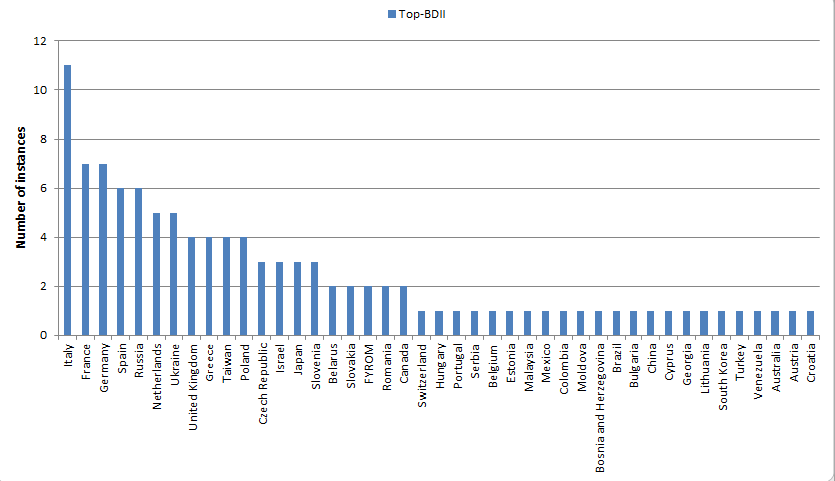 Top-BDII
12
10
8
6
4
2
0
Number of instances
Italy
France
Germany
Spain
Russia
Netherlands
Ukraine
United Kingdom
Greece
Taiwan
Poland
Czech Republic
Israel
Japan
Slovenia
Belarus
Slovakia
FYROM
Romania
Canada
Switzerland
Hungary
Portugal
Serbia
Belgium
Estonia
Malaysia
Mexico
Colombia
Moldova
Bosnia and Herzegovina
Brazil
Bulgaria
China
Cyprus
Georgia
Lithuania
South Korea
Turkey
Venezuela
Australia
Austria
Croatia